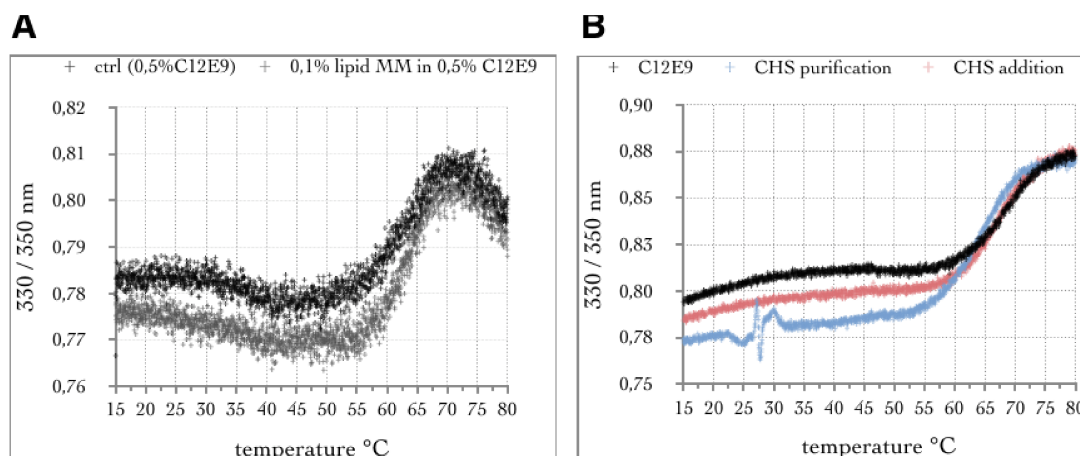 A
+ ctrl (0,5%C12E9) + 0,1% lipid MM in 0,5% C12E9
0,82
0,81
0,80
0,79
0,78
0,77
0,76
330 / 350 nm
15 20 25 30 35 40 45 50 55 60 65 70 75 80
temperature °C
B
+ C12E9 + CHS purification + CHS addition
0,90
0,88
0,85
0,83
0,80
0,78
0,75
330 / 350 nm
15 20 25 30 35 40 45 50 55 60 65 70 75 80
temperature °C